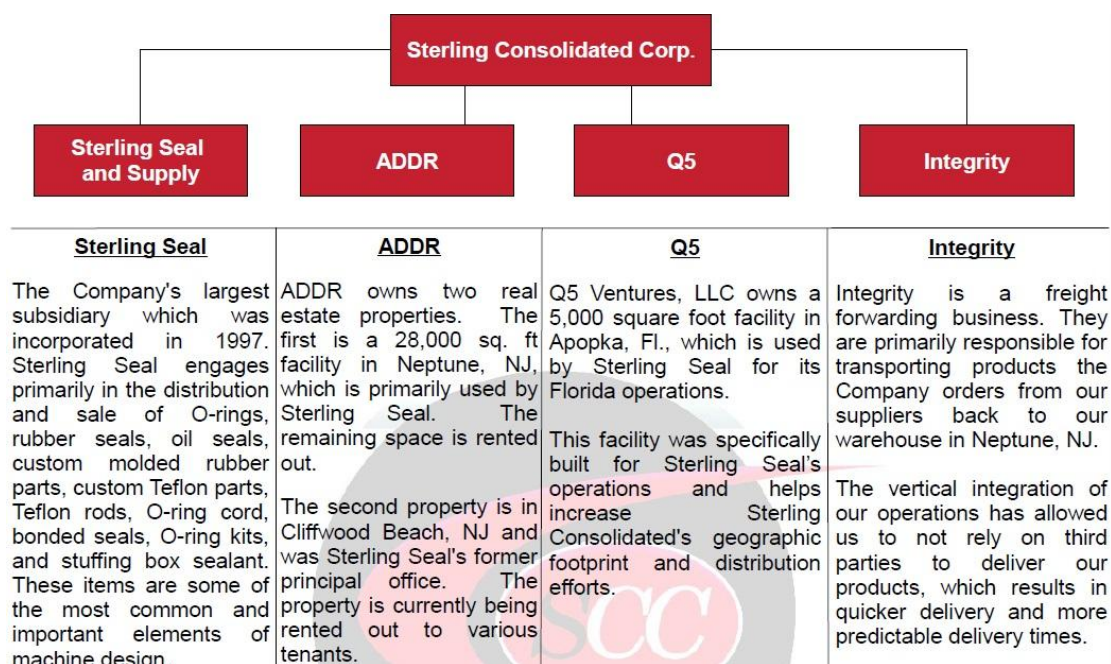 Sterling Consolidated Corp.
Sterling Seal
and Supply
ADDR
Q5
Integrity
Sterling Seal
The Company's largest
subsidiary which was
incorporated in 1997.
Sterling Seal engages
primarily in the distribution
and sale of O-rings,
rubber seals, oil seals,
custom molded rubber
parts, custom Teflon parts,
Teflon rods, O-ring cord,
bonded seals, O-ring kits,
and stuffing box sealant.
These items are some of
the most common and
important elements of
machine design.
ADDR
ADDR owns two real
estate properties. The
first is a 28,000 sq. ft
facility in Neptune, NJ,
which is primarily used by
Sterling Seal. The
remaining space is rented
out.
The second property is in
Cliffwood Beach, NJ and
was Sterling Seal's former
principal office. The
property is currently being
rented out to various
tenants.
Q5
Q5 Ventures, LLC owns a
5,000 square foot facility in
Apopka, Fl., which is used
by Sterling Seal for its
Florida operations.
This facility was specifically
built for Sterling Seal's
operations and helps
increase Sterling
Consolidated's geographic
footprint and distribution
efforts.
SCC
Integrity
Integrity is a freight
forwarding business. They
are primarily responsible for
transporting products the
Company orders from our
suppliers back to our
warehouse in Neptune, NJ.
The vertical integration of
our operations has allowed
us to not rely on third
parties to deliver our
products, which results in
quicker delivery and more
predictable delivery times.